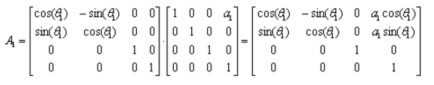 A₁ = [cos(θ₁) −sin(θ₁) 0 0; sin(θ₁) cos(θ₁) 0 0; 0 0 1 0; 0 0 0 1] · [1 0 0 a₁; 0 1 0 0; 0 0 1 0; 0 0 0 1] = [cos(θ₁) −sin(θ₁) 0 a₁cos(θ₁); sin(θ₁) cos(θ₁) 0 a₁sin(θ₁); 0 0 1 0; 0 0 0 1]